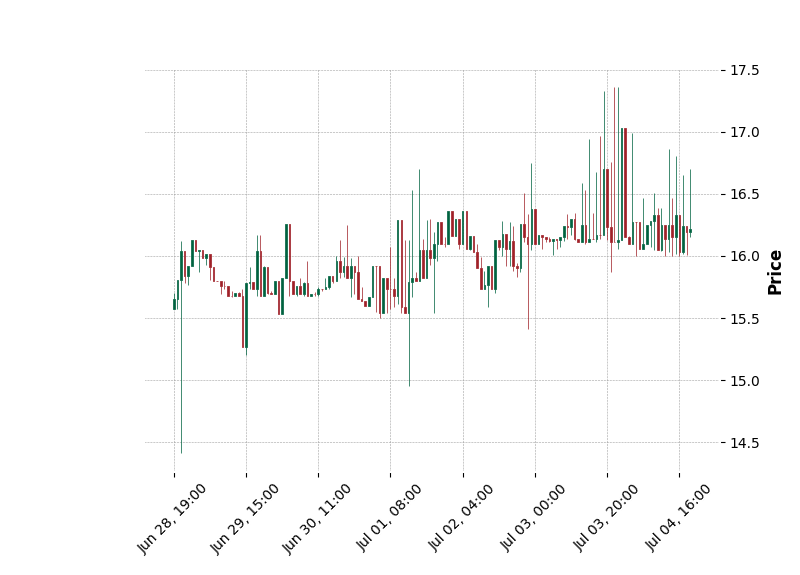 17.5
17.0
16.5
16.0
15.5
15.0
14.5
Price
Jun 28, 19:00
Jun 29, 15:00
Jun 30, 11:00
Jul 01, 08:00
Jul 02, 04:00
Jul 03, 00:00
Jul 03, 20:00
Jul 04, 16:00